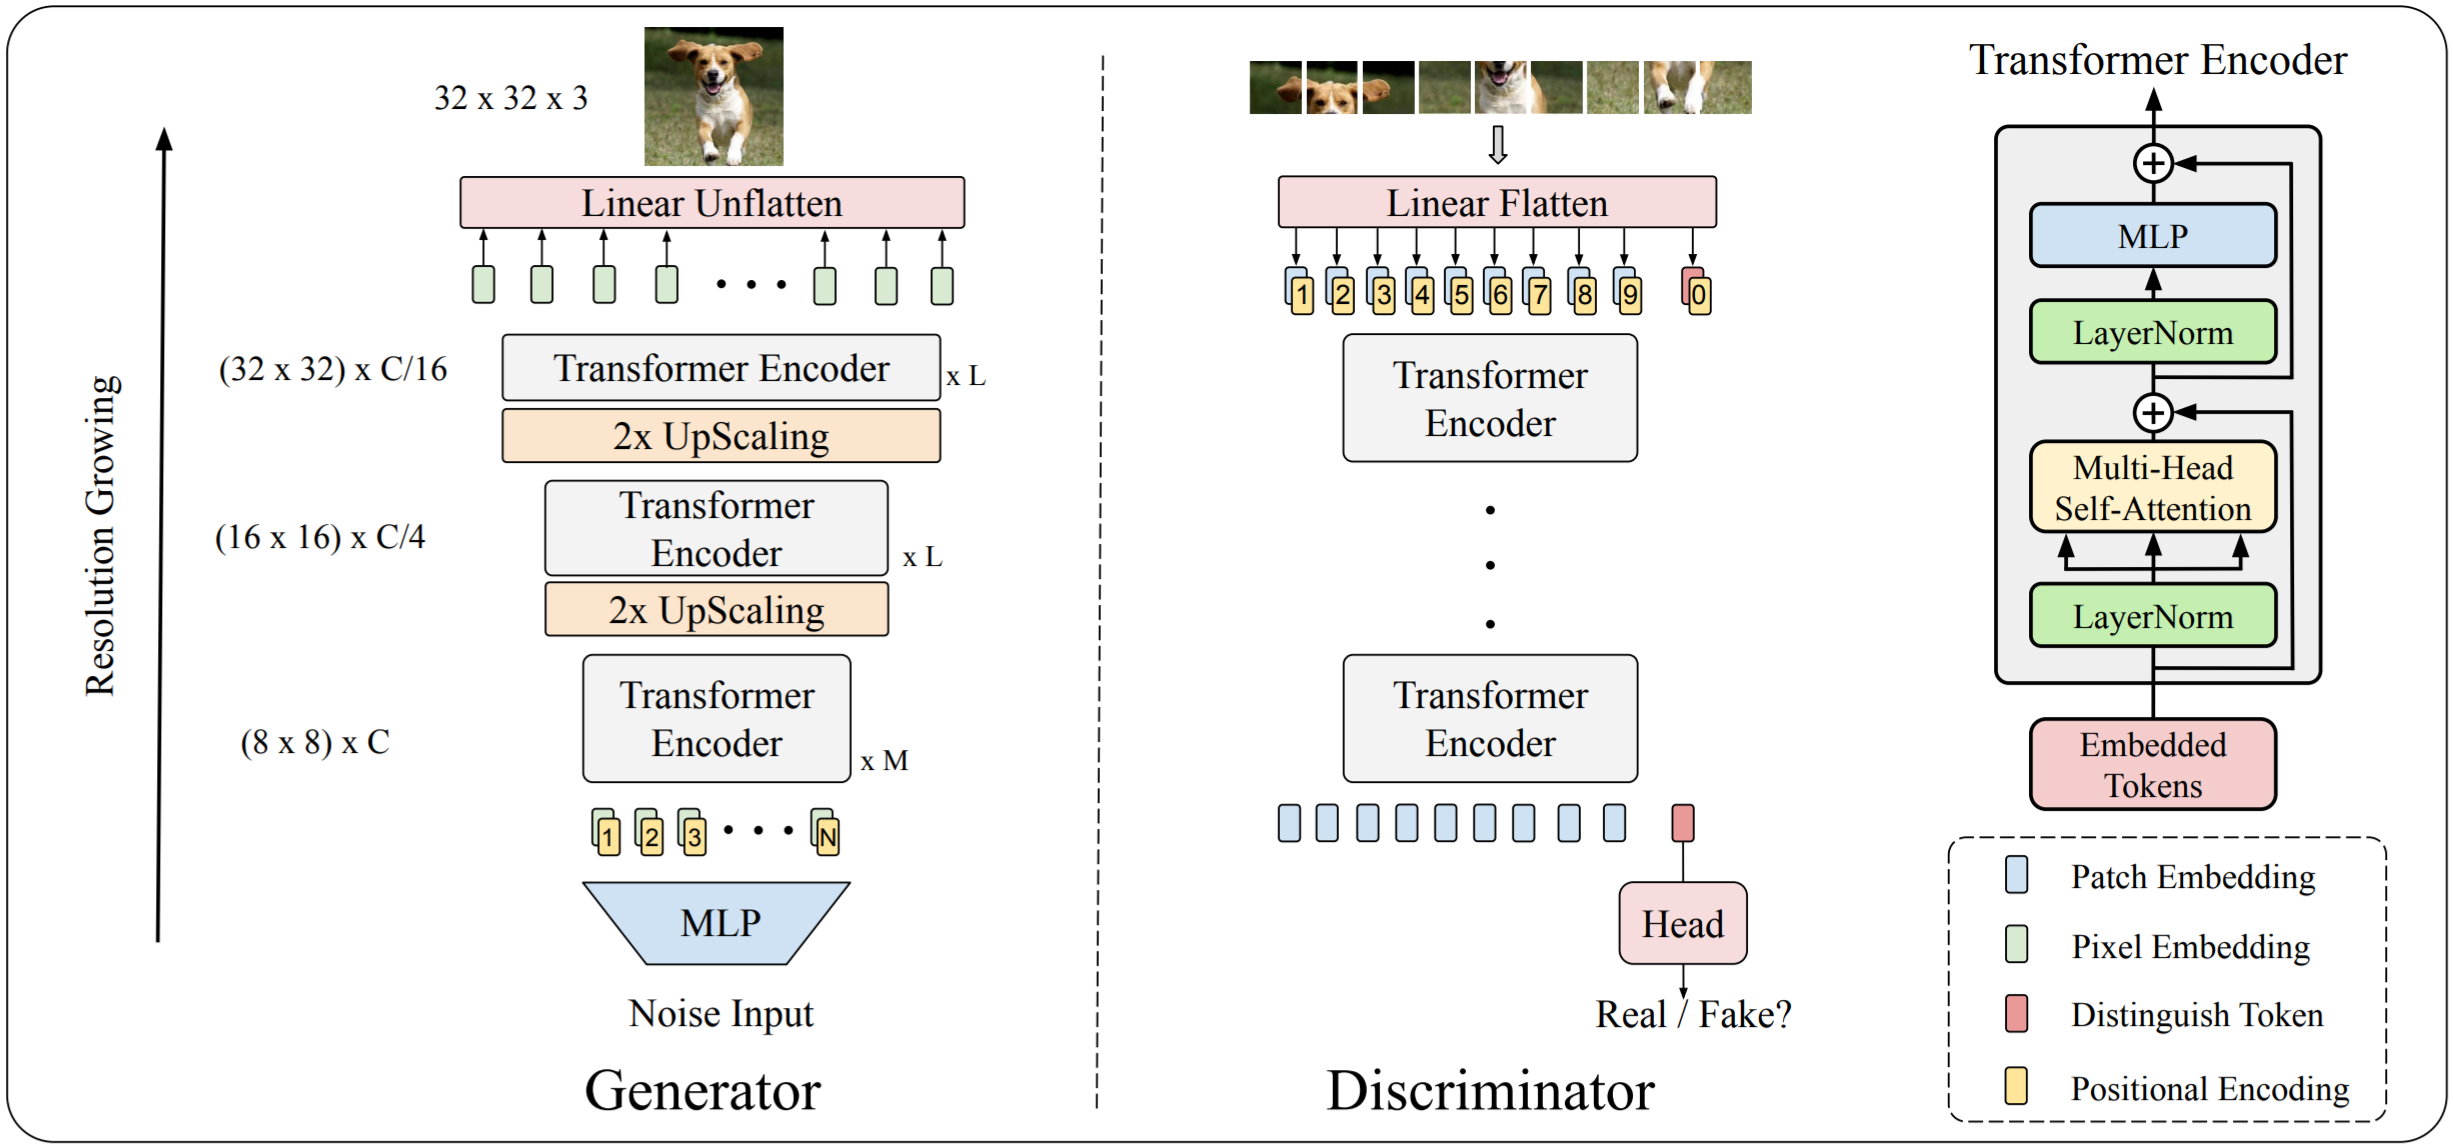 Resolution Growing
32 x 32 x 3
Linear Unflatten
(32 x 32) x C/16
Transformer Encoder
x L
2x UpScaling
(16 x 16) x C/4
Transformer
Encoder
x L
2x UpScaling
(8 x 8) x C
Transformer
Encoder
x M
1 2 3 N
MLP
Noise Input
Generator
Linear Flatten
1 2 3 4 5 6 7 8 9 0
Transformer
Encoder
Transformer
Encoder
Head
Real / Fake?
Discriminator
Transformer Encoder
MLP
LayerNorm
Multi-Head
Self-Attention
LayerNorm
Embedded
Tokens
Patch Embedding
Pixel Embedding
Distinguish Token
Positional Encoding